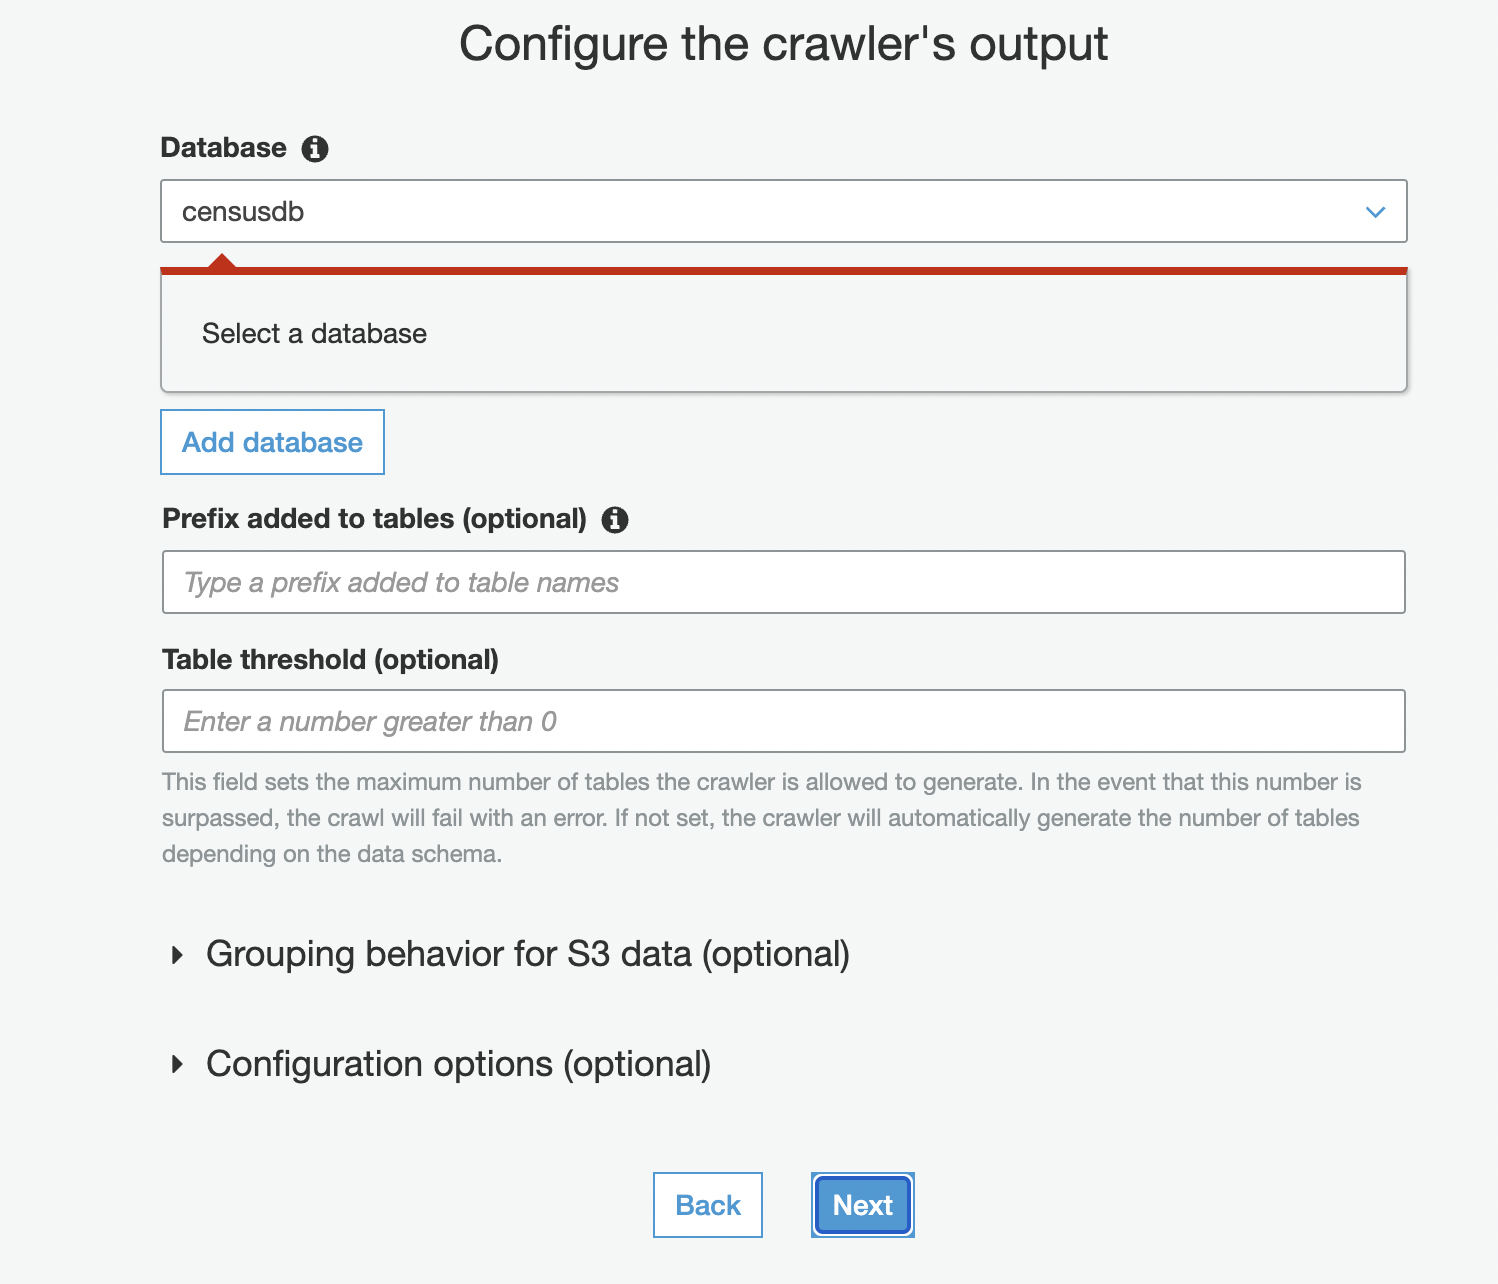 Configure the crawler's output
Database
censusdb
Select a database
Add database
Prefix added to tables (optional)
Type a prefix added to table names
Table threshold (optional)
Enter a number greater than 0
This field sets the maximum number of tables the crawler is allowed to generate. In the event that this number is
surpassed, the crawl will fail with an error. If not set, the crawler will automatically generate the number of tables
depending on the data schema.
Grouping behavior for S3 data (optional)
Configuration options (optional)
Back
Next